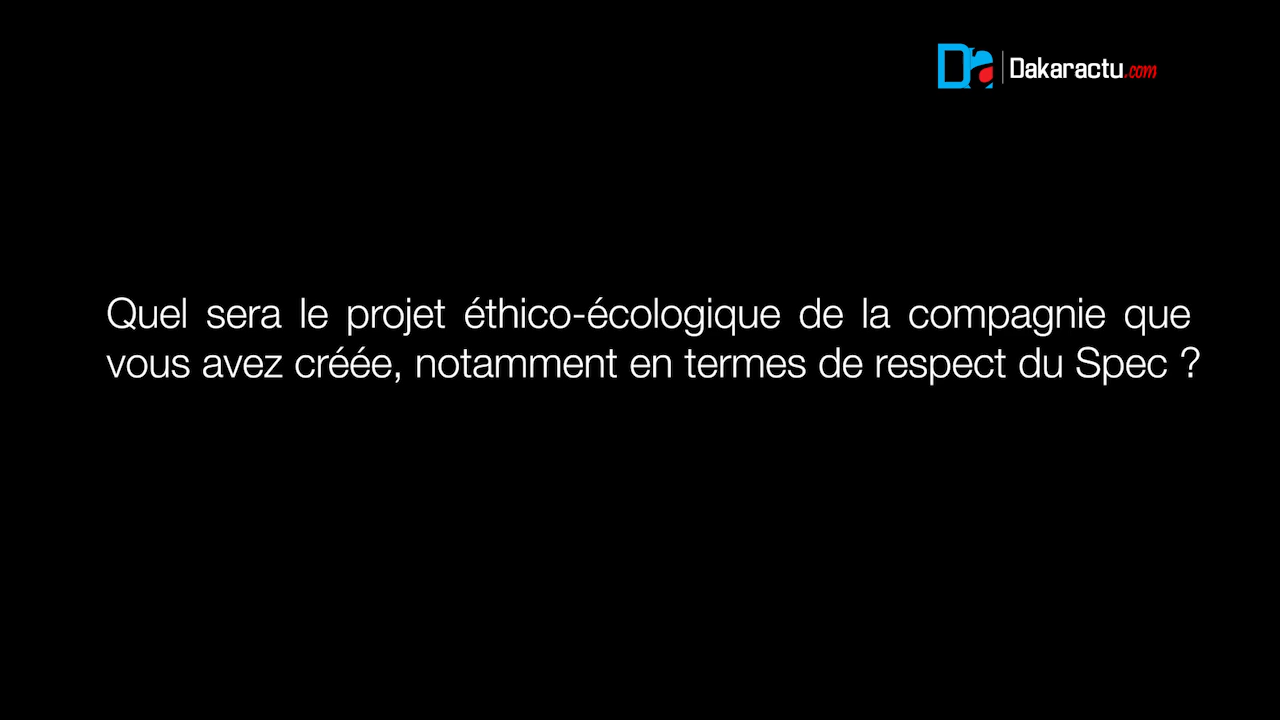 Da Dakaractu.com
Quel sera le projet éthico-écologique de la compagnie que
vous avez créée, notamment en termes de respect du Spec ?